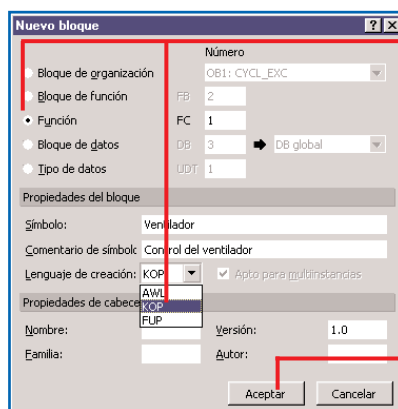 Nuevo bloque
Número
Bloque de organización OB1: CYCL_EXC
Bloque de función FB 2
Función FC 1
Bloque de datos DB 3 DB global
Tipo de datos UDT 1
Propiedades del bloque
Símbolo: Ventilador
Comentario de símbolc Control del ventilador
Lenguaje de creación: KOP Apto para multiinstancias
AWL
Propiedades de cabece KOP
FUP
Nombre: Versión: 1.0
Familia: Autor:
Aceptar Cancelar